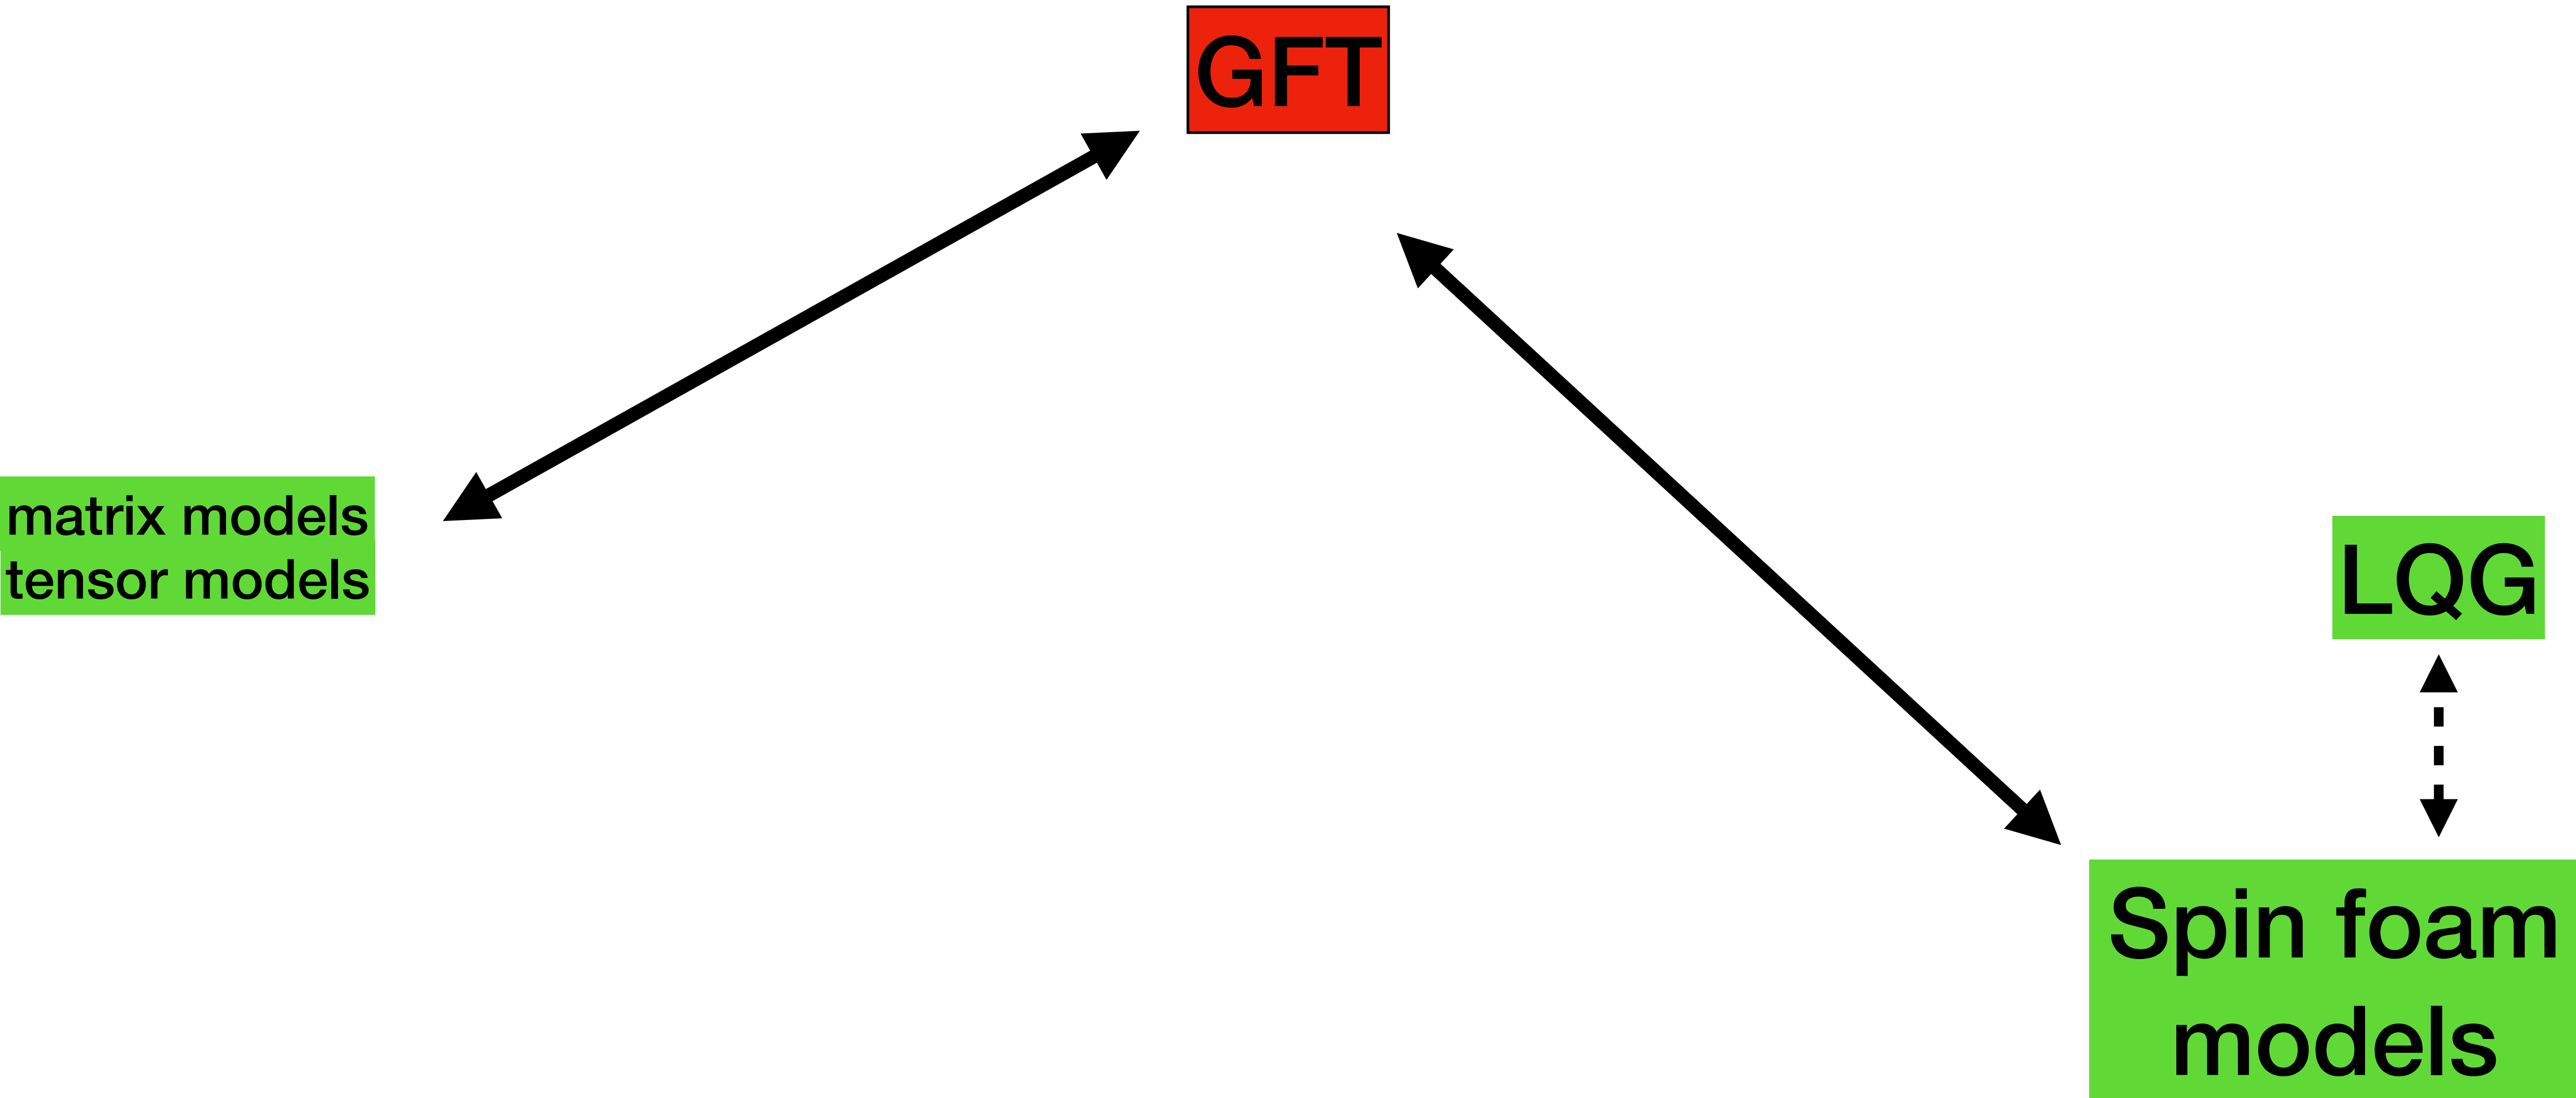 GFT
matrix models
tensor models
LQG
Spin foam
models